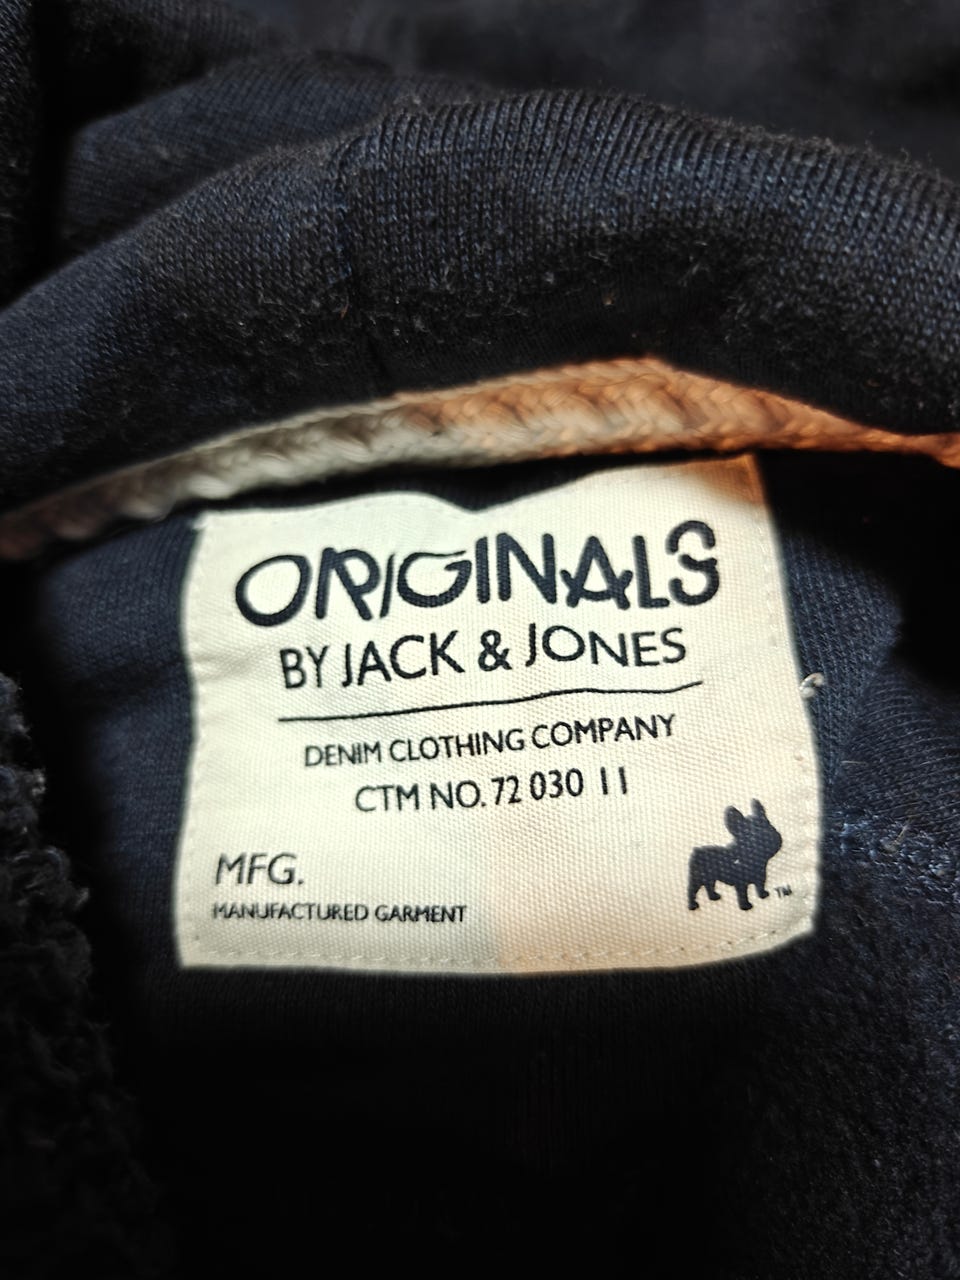 ORIGINALS
BY JACK & JONES
DENIM CLOTHING COMPANY
CTM NO. 72 030 11
MFG.
MANUFACTURED GARMENT
TM